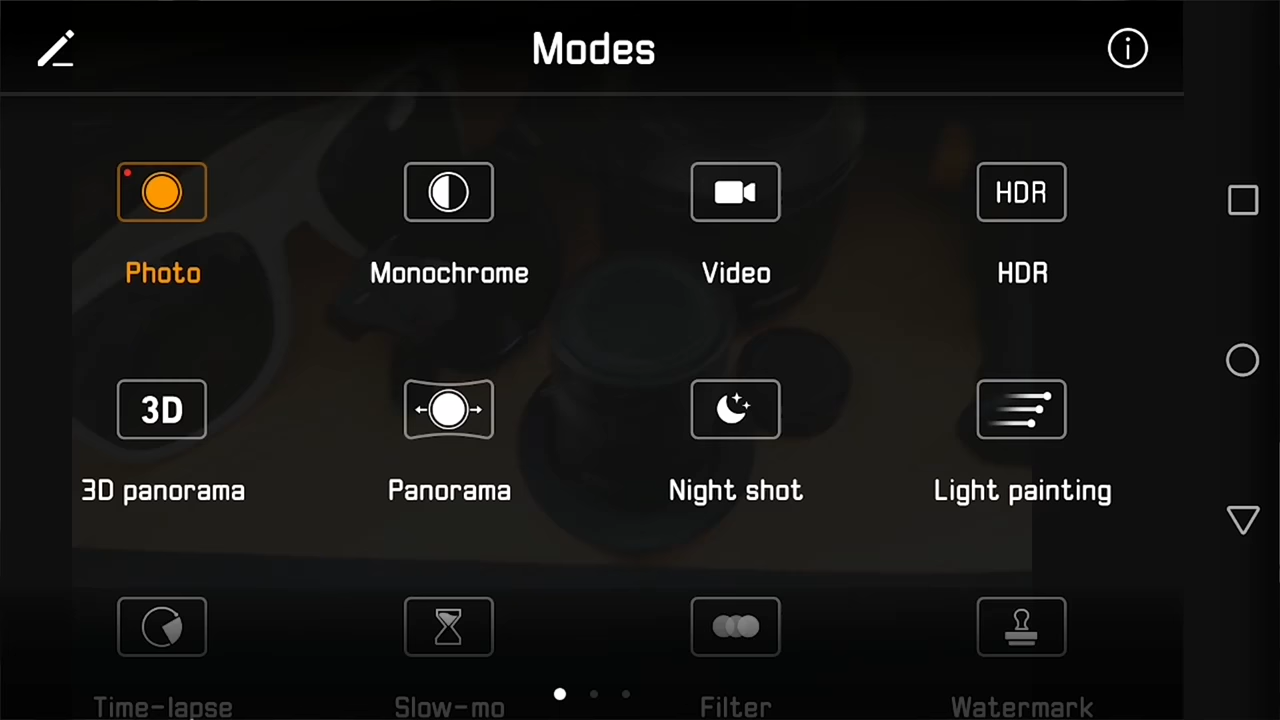 Modes
HDR
Photo Monochrome Video HDR
3D
3D panorama Panorama Night shot Light painting
Time-lapse Slow-mo Filter Watermark